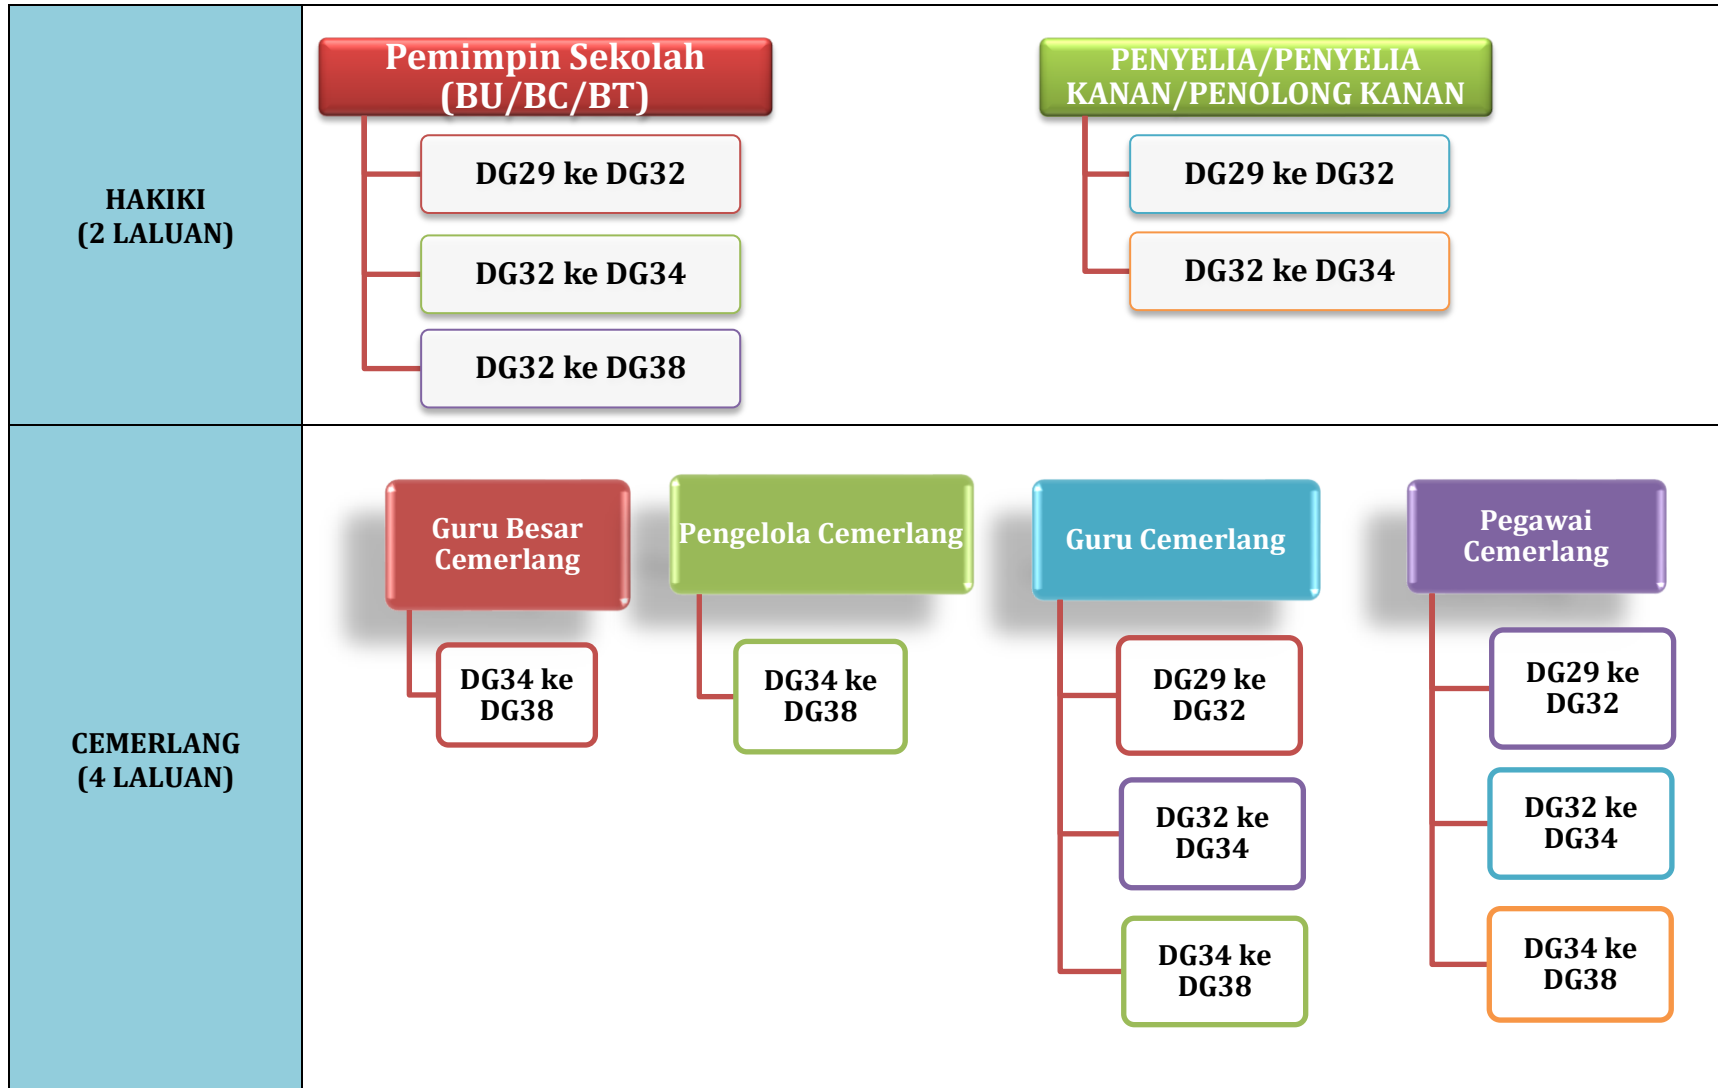 HAKIKI
(2 LALUAN)
Pemimpin Sekolah
(BU/BC/BT)
DG29 ke DG32
DG32 ke DG34
DG32 ke DG38
PENYELIA/PENYELIA
KANAN/PENOLONG KANAN
DG29 ke DG32
DG32 ke DG34
CEMERLANG
(4 LALUAN)
Guru Besar
Cemerlang
DG34 ke
DG38
Pengelola Cemerlang
DG34 ke
DG38
Guru Cemerlang
DG29 ke
DG32
DG32 ke
DG34
DG34 ke
DG38
Pegawai
Cemerlang
DG29 ke
DG32
DG32 ke
DG34
DG34 ke
DG38